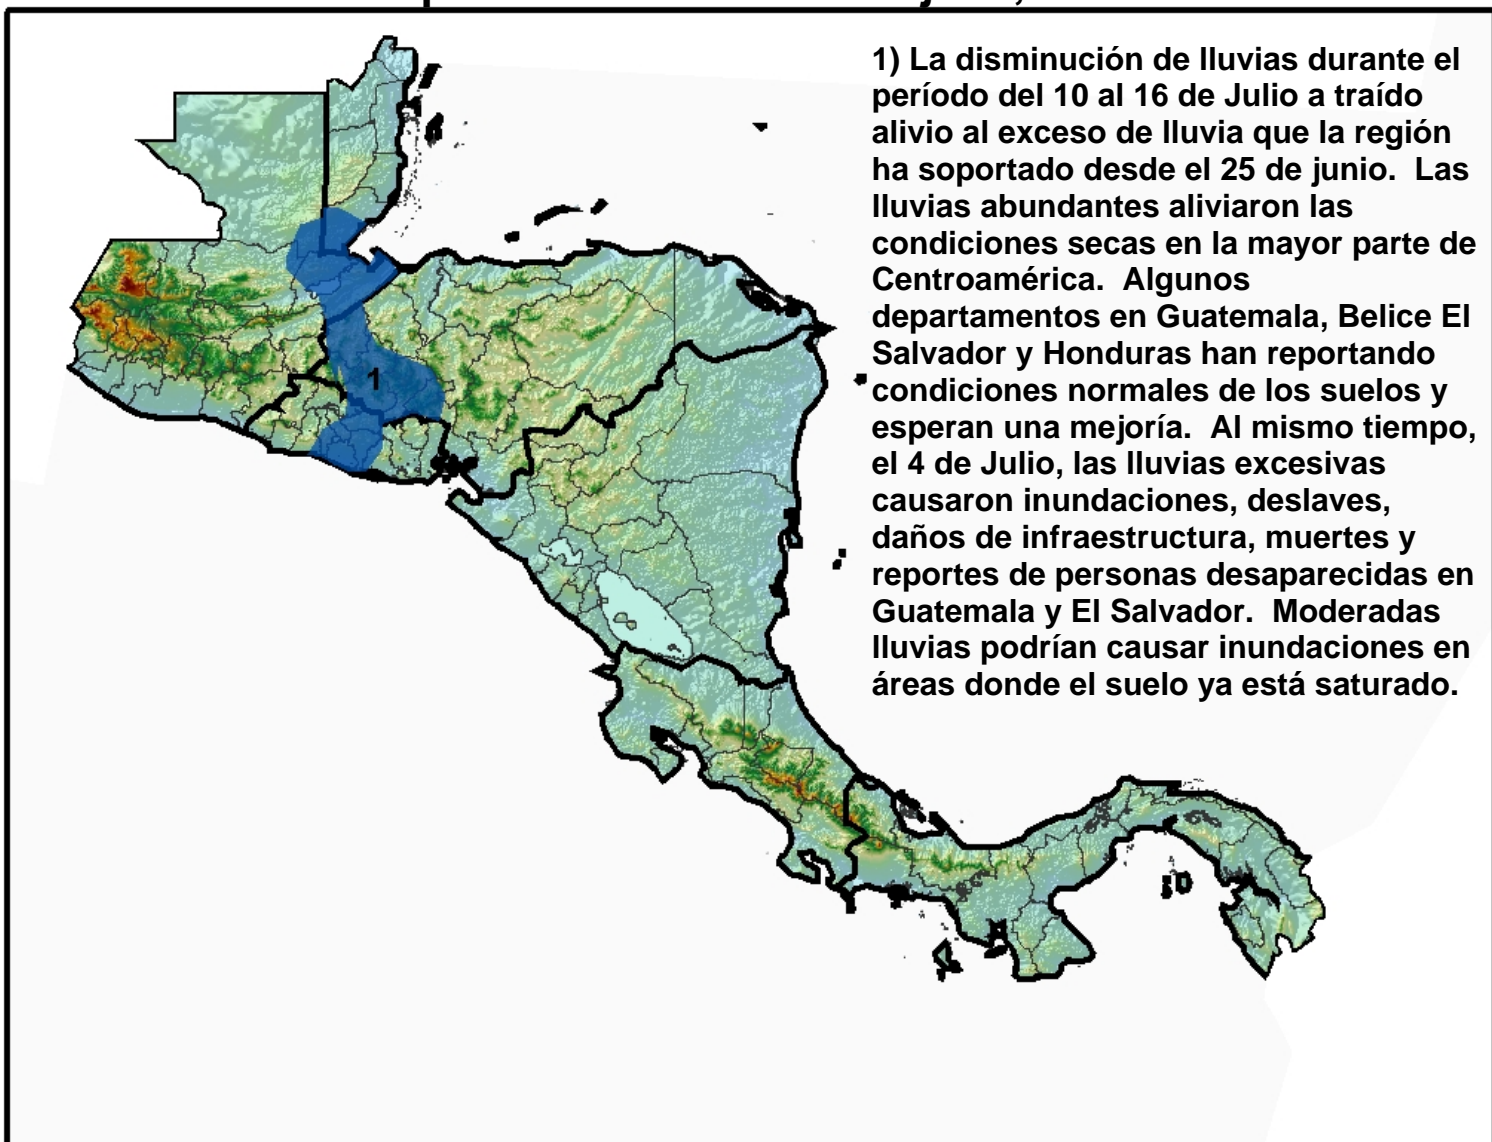 1) La disminución de lluvias durante el
período del 10 al 16 de Julio a traído
alivio al exceso de lluvia que la región
ha soportado desde el 25 de junio.  Las
lluvias abundantes aliviaron las
condiciones secas en la mayor parte de
Centroamérica.  Algunos
departamentos en Guatemala, Belice El
Salvador y Honduras han reportando
condiciones normales de los suelos y
esperan una mejoría.  Al mismo tiempo,
el 4 de Julio, las lluvias excesivas
causaron inundaciones, deslaves,
daños de infraestructura, muertes y
reportes de personas desaparecidas en
Guatemala y El Salvador.  Moderadas
lluvias podrían causar inundaciones en
áreas donde el suelo ya está saturado.
1